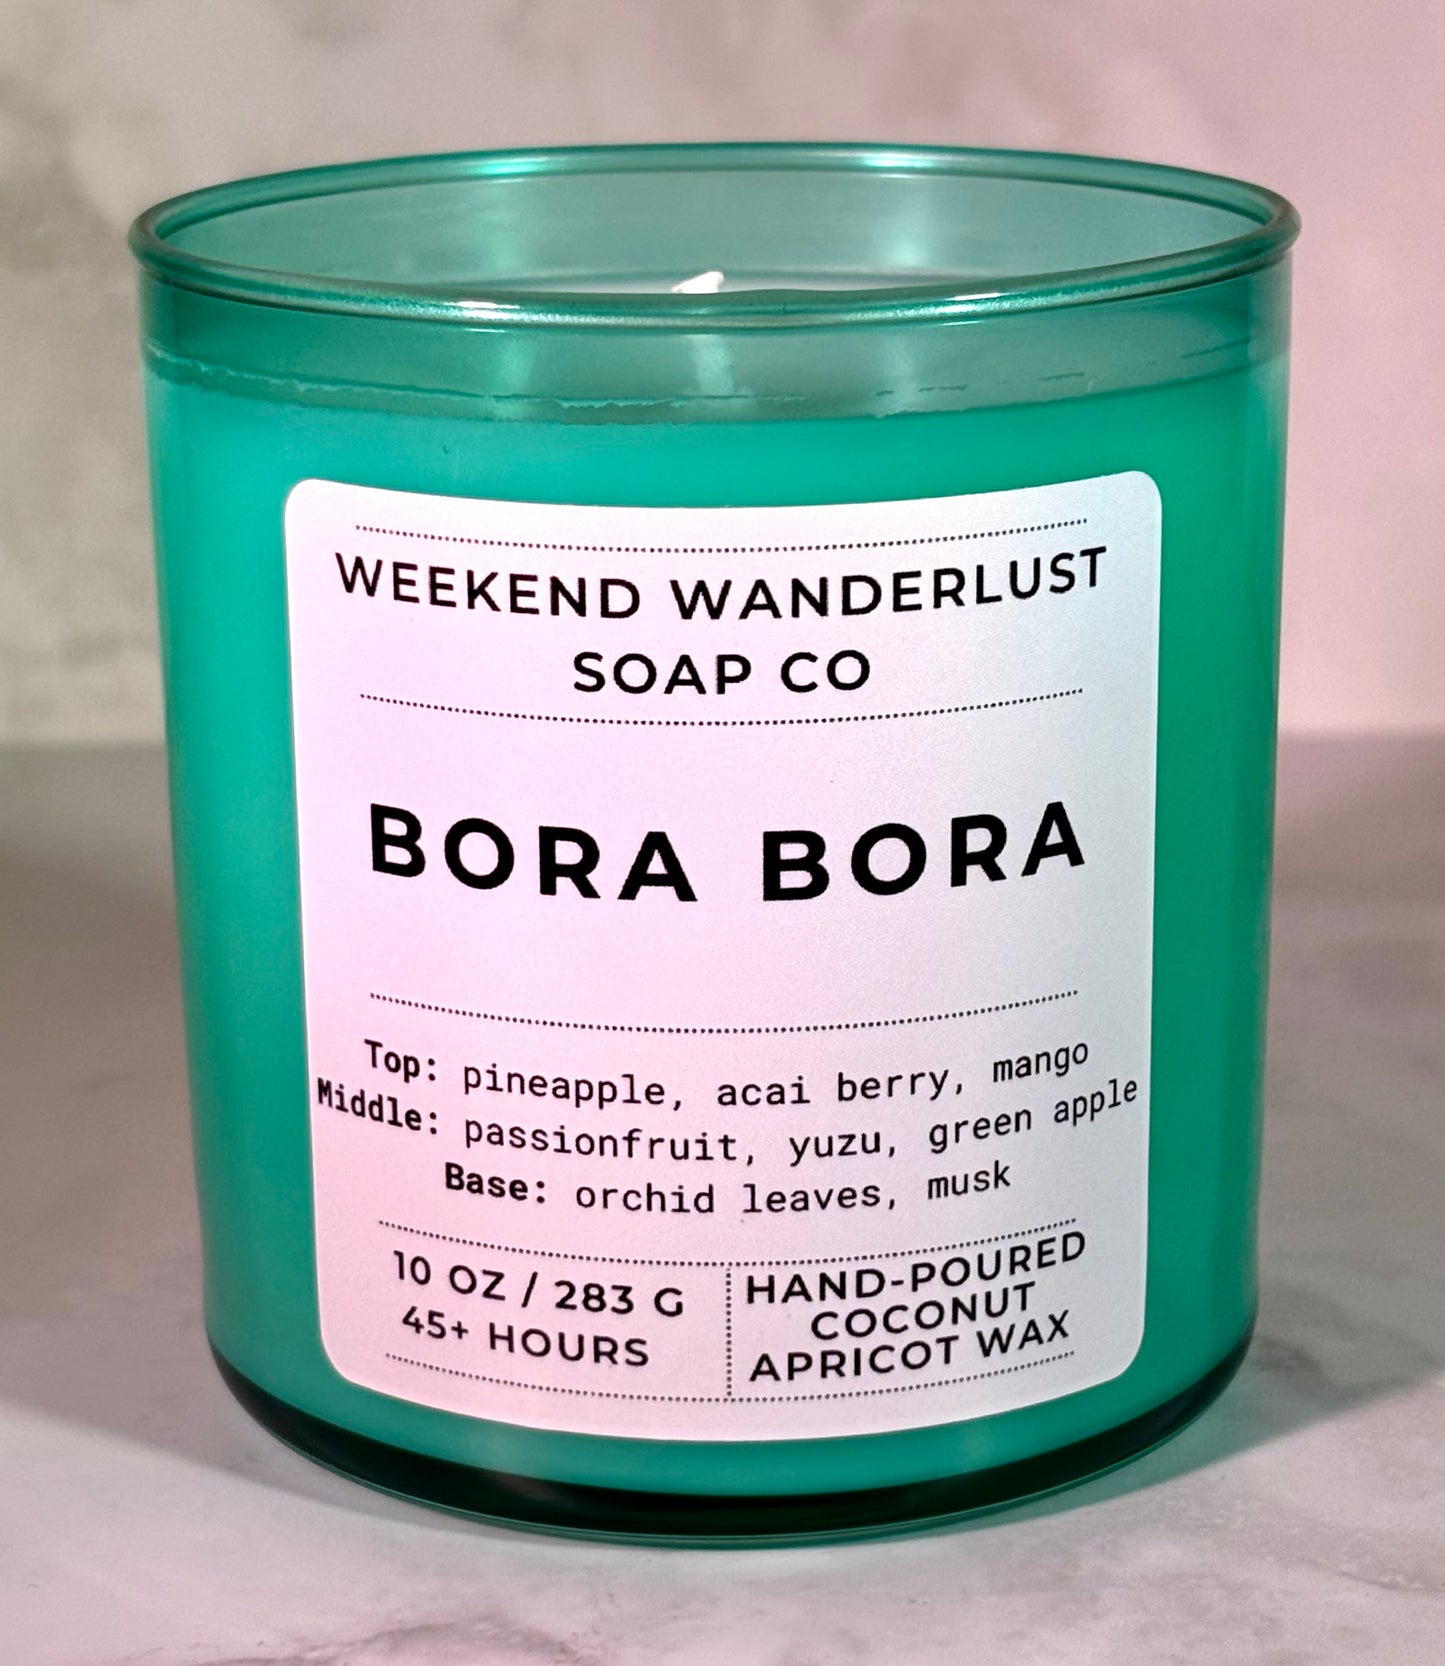 WEEKEND WANDERLUST
SOAP CO
BORA BORA
Top: pineapple, acai berry, mango
Middle: passionfruit, yuzu, green apple
Base: orchid leaves, musk
10 OZ / 283 G
45+ HOURS
HAND-POURED
COCONUT
APRICOT WAX